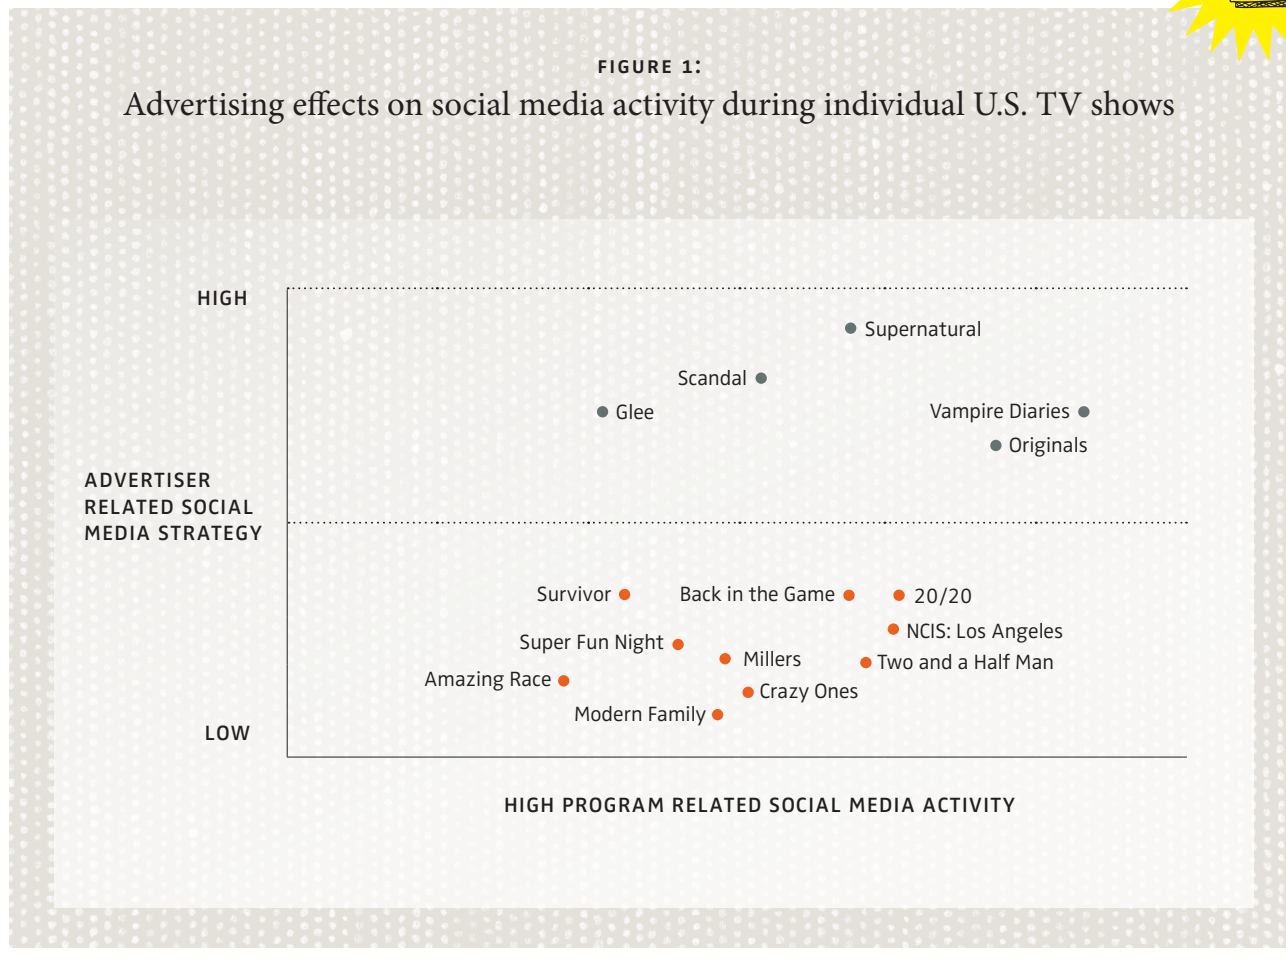 FIGURE 1:
Advertising effects on social media activity during individual U.S. TV shows
HIGH
Supernatural
Scandal
Glee
Vampire Diaries
Originals
ADVERTISER
RELATED SOCIAL
MEDIA STRATEGY
Survivor
Back in the Game
20/20
NCIS: Los Angeles
Super Fun Night
Millers
Two and a Half Man
Amazing Race
Crazy Ones
Modern Family
LOW
HIGH PROGRAM RELATED SOCIAL MEDIA ACTIVITY